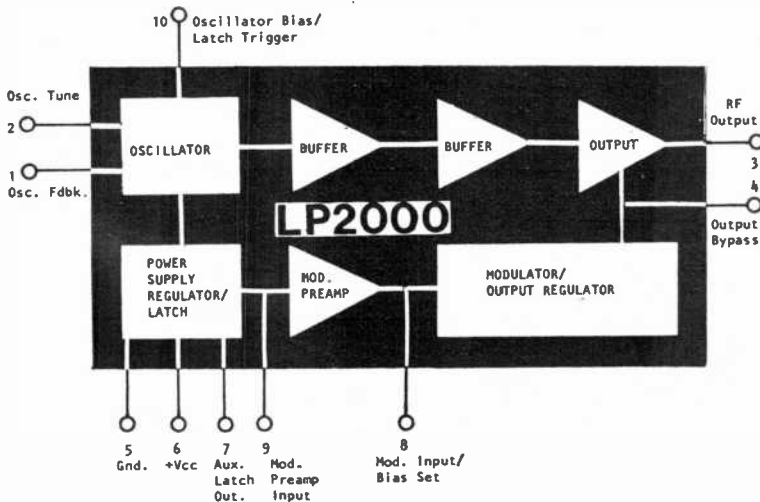 10 Oscillator Bias/
Latch Trigger
Osc. Tune
2
1
Osc. Fdbk.
OSCILLATOR
BUFFER
BUFFER
OUTPUT
RF
Output
3
4
Output
Bypass
LP2000
POWER
SUPPLY
REGULATOR/
LATCH
MOD.
PREAMP
MODULATOR/
OUTPUT REGULATOR
5
Gnd.
6
+Vcc
7
Aux.
Latch
Out.
9
Mod.
Preamp
Input
8
Mod. Input/
Bias Set